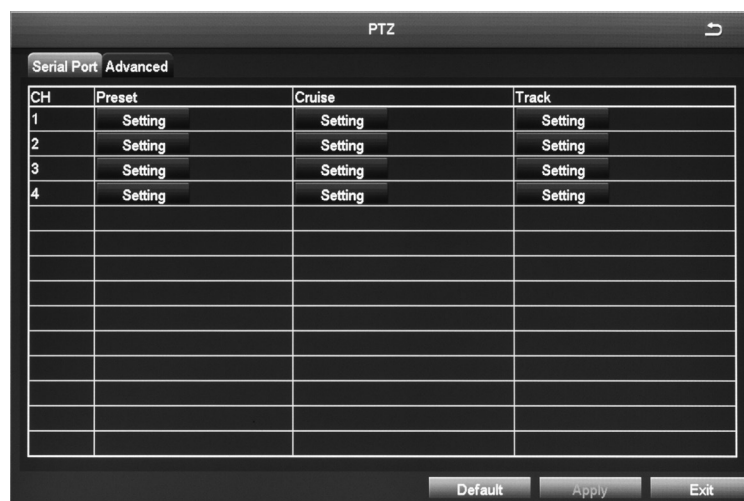 PTZ
Serial Port Advanced
CH Preset Cruise Track
1 Setting Setting Setting
2 Setting Setting Setting
3 Setting Setting Setting
4 Setting Setting Setting
Default Apply Exit